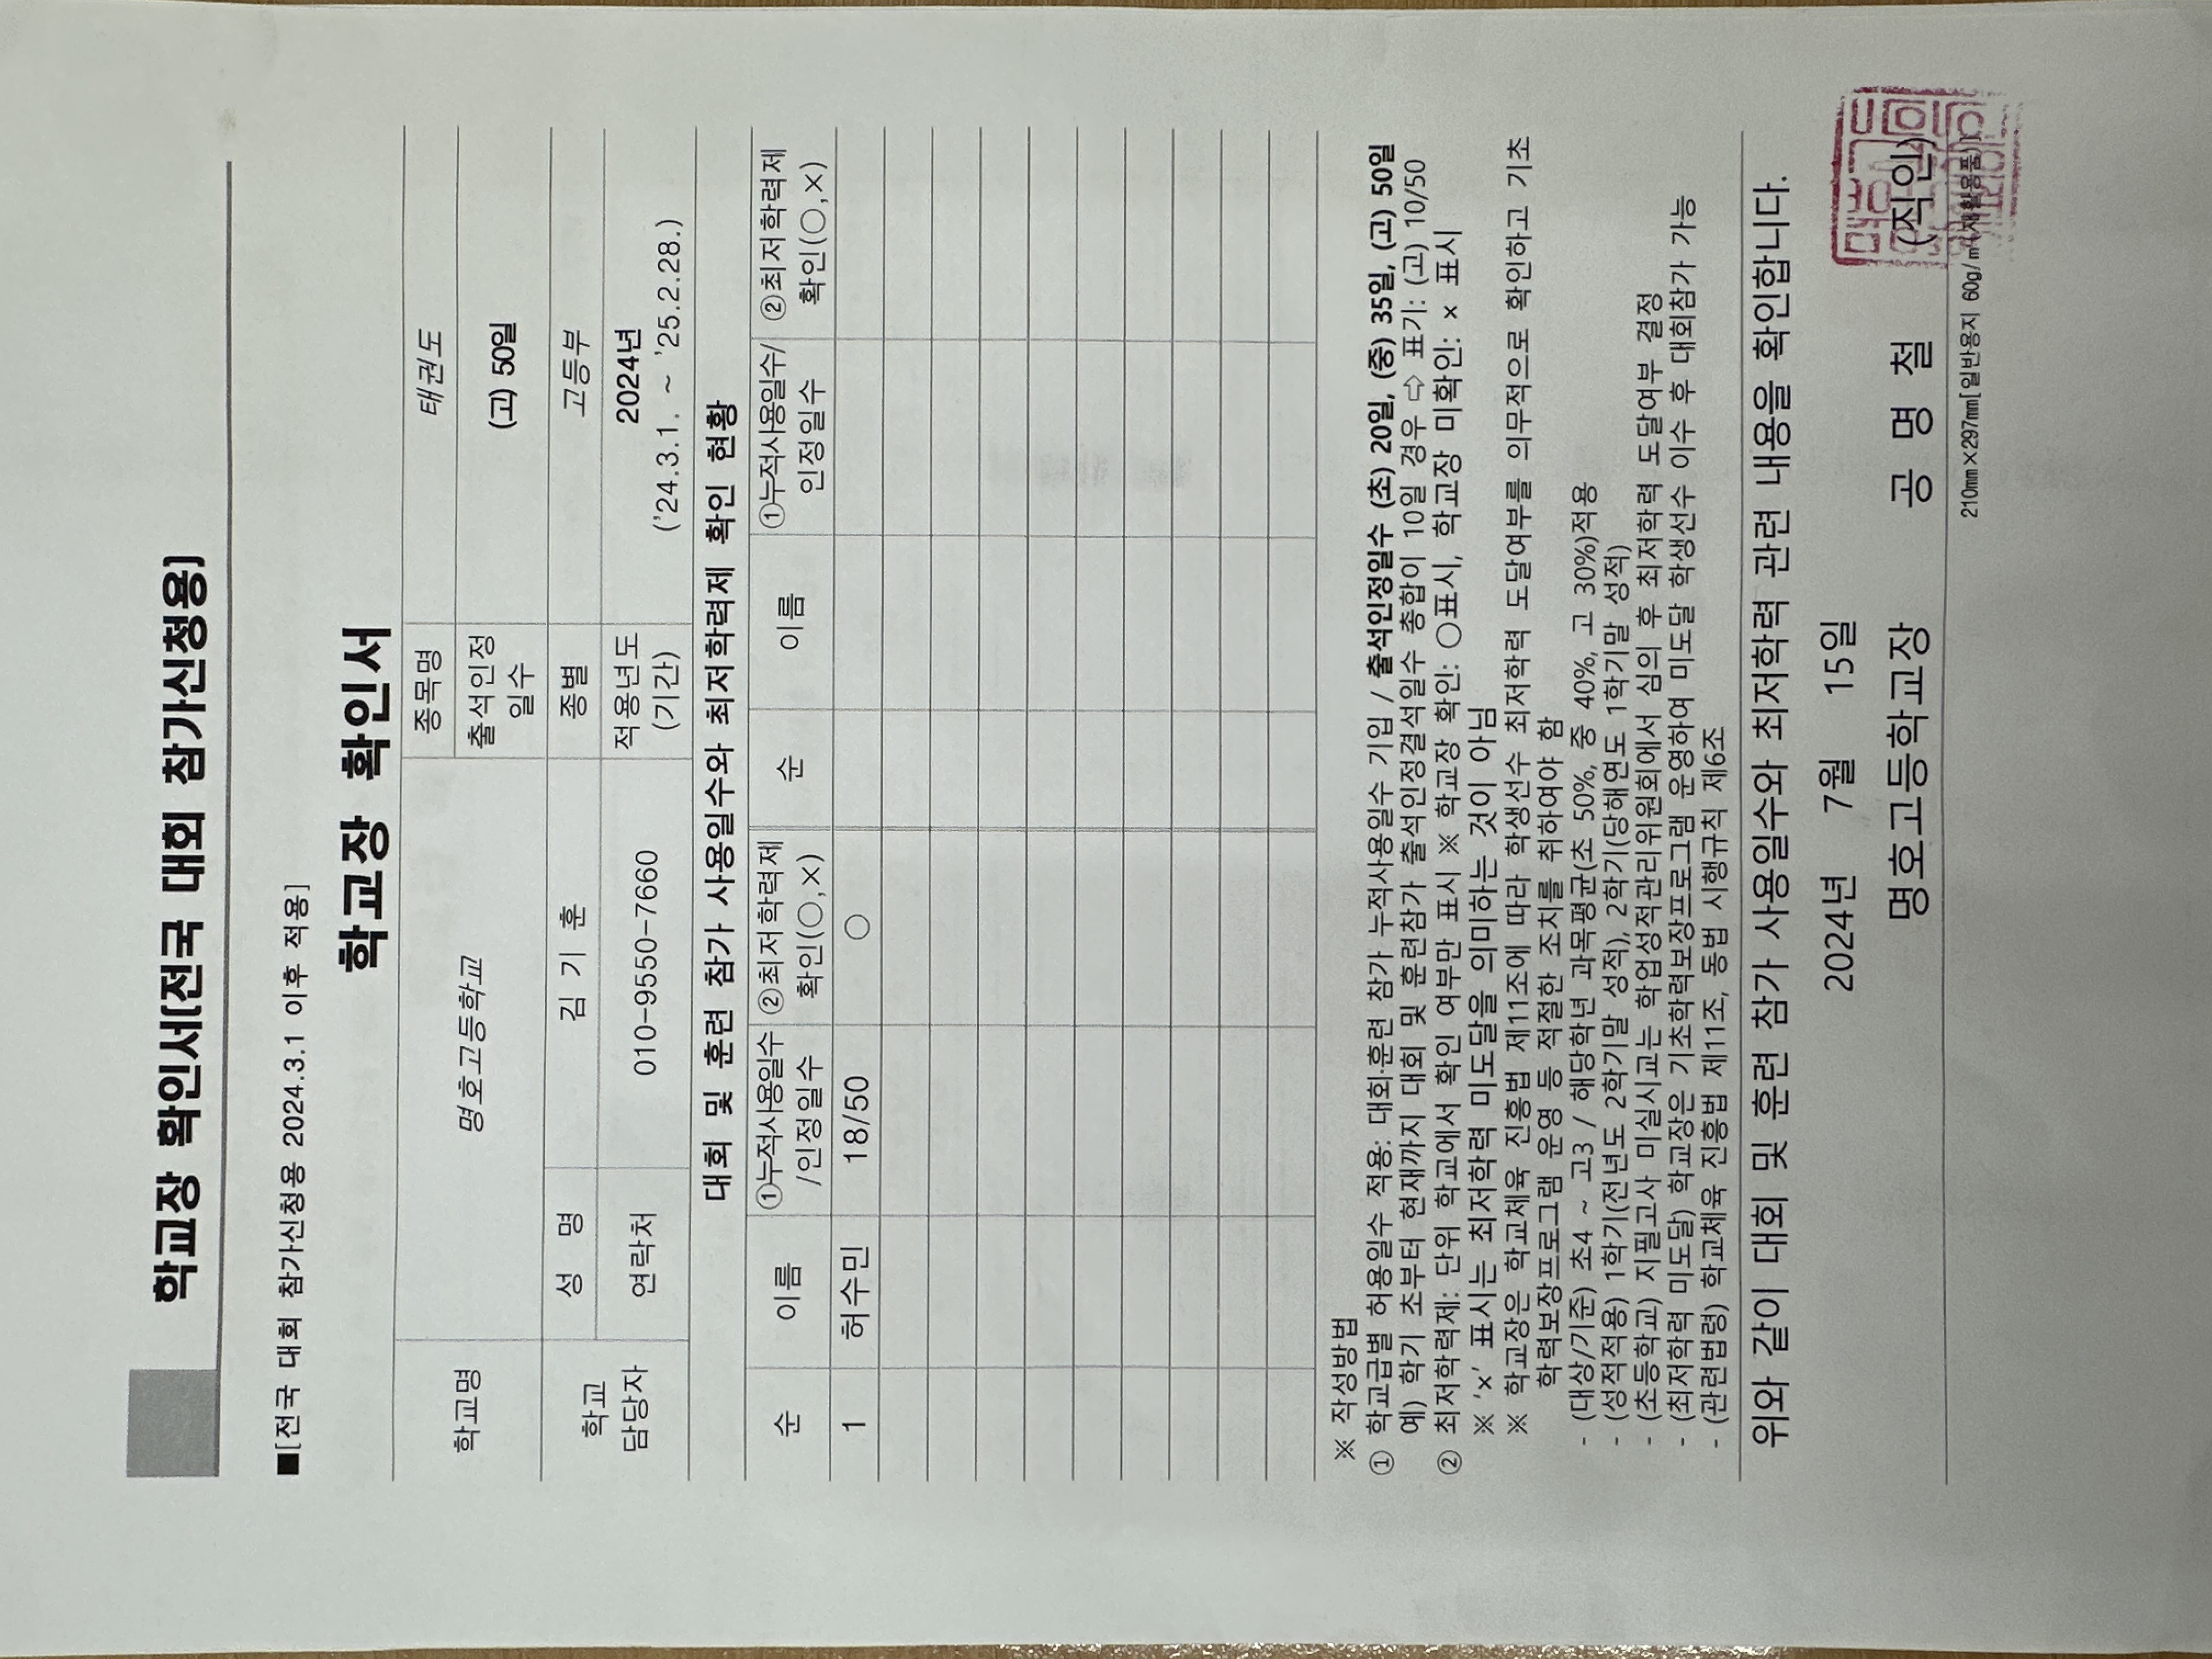 학교장 확인서(전국 대회 참가신청용)
■[전국 대회 참가신청용 2024.3.1 이후 적용]
학교장 확인서
학교명 명호고등학교 종목명 태권도
출석인정 일수 (고) 50일
학교 담당자 성 명 김 기 훈 종별 고등부
연락처 010-9550-7660 적용년도 (기간) 2024년 ('24.3.1. ~ '25.2.28.)
대회 및 훈련 참가 사용일수와 최저학력제 확인 현황
순 이름 ①누적사용일수 /인정일수 ②최저학력제 확인(○,×) 순 이름 ①누적사용일수/ 인정일수 ②최저학력제 확인(○,×)
1 허수민 18/50 ○
※ 작성방법
① 학교급별 허용일수 적용: 대회·훈련 참가 누적사용일수 기입 / 출석인정일수 (초) 20일, (중) 35일, (고) 50일
예) 학기 초부터 현재까지 대회 및 훈련참가 출석인정결석일수 총합이 10일 경우 ⇨ 표기: (고) 10/50
② 최저학력제: 단위 학교에서 확인 여부만 표시 ※ 학교장 확인: ○표시, 학교장 미확인: × 표시
※ '×' 표시는 최저학력 미도달을 의미하는 것이 아님
※ 학교장은 학교체육 진흥법 제11조에 따라 학생선수 최저학력 도달여부를 의무적으로 확인하고 기초
학력보장프로그램 운영 등 적절한 조치를 취하여야 함
- (대상/기준) 초4 ~ 고3 / 해당학년 과목평균(초 50%, 중 40%, 고 30%)적용
- (성적적용) 1학기(전년도 2학기말 성적), 2학기(당해연도 1학기말 성적)
- (초등학교) 지필고사 미실시교는 학업성적관리위원회에서 심의 후 최저학력 도달여부 결정
- (최저학력 미도달) 학교장은 기초학력보장프로그램 운영하여 미도달 학생선수 이수 후 대회참가 가능
- (관련법령) 학교체육 진흥법 제11조, 동법 시행규칙 제6조
위와 같이 대회 및 훈련 참가 사용일수와 최저학력 관련 내용을 확인합니다.
2024년 7월 15일
명호고등학교장 공 명 철 (직인)
210㎜×297㎜[일반용지 60g/㎡(재활용품)]